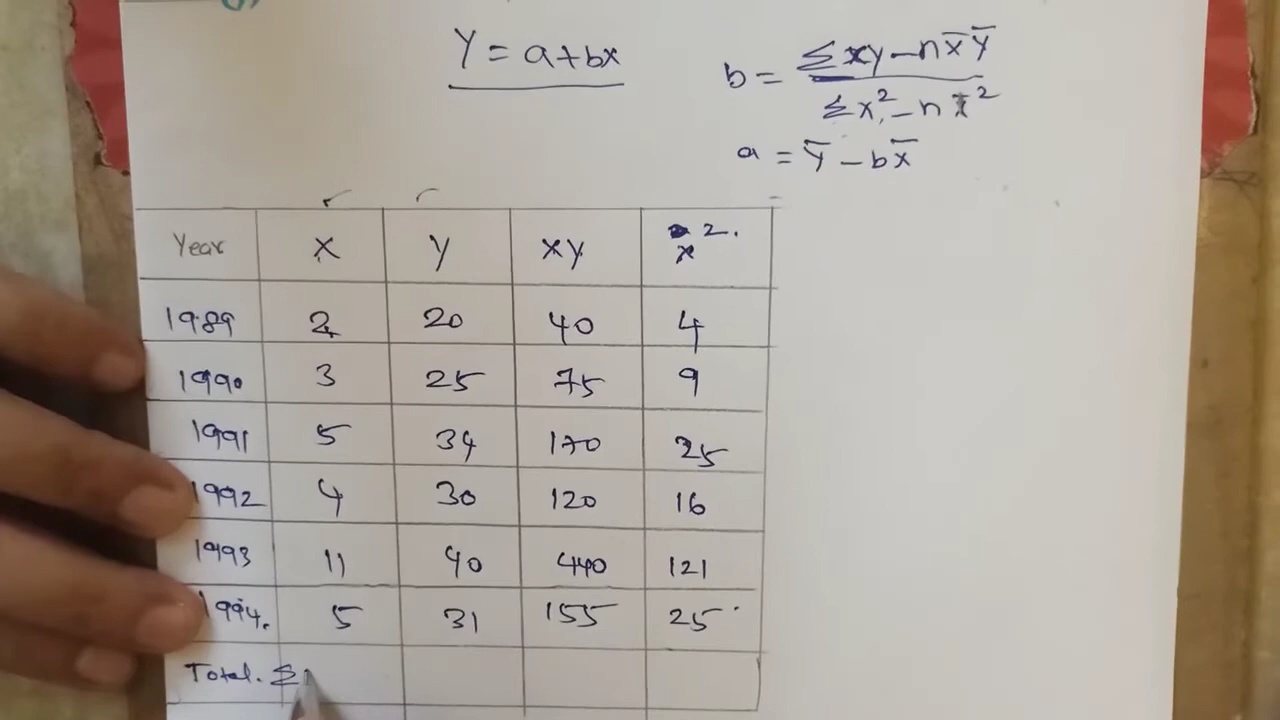 Y = a+bx
b = Σxy - n x̄ ȳ
Σx² - n x̄²
a = ȳ - b x̄
Year x y xy x².
1989 2 20 40 4
1990 3 25 75 9
1991 5 34 170 25
1992 4 30 120 16
1993 11 40 440 121
1994. 5 31 155 25
Total. Σ